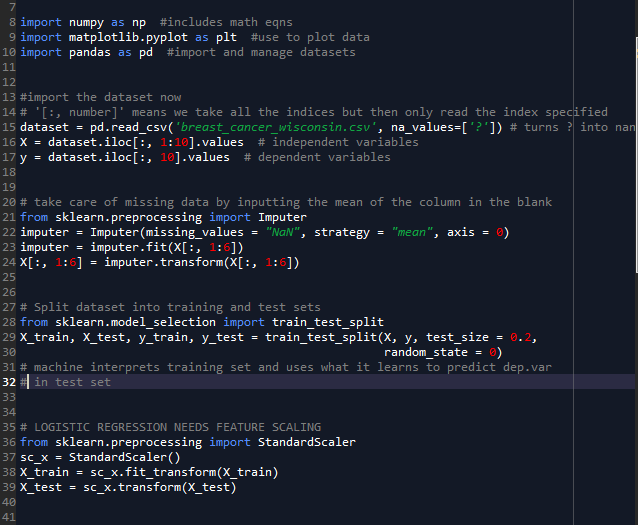 7
8 import numpy as np  #includes math eqns
9 import matplotlib.pyplot as plt  #use to plot data
10 import pandas as pd  #import and manage datasets
11
12
13 #import the dataset now
14 # '[:, number]' means we take all the indices but then only read the index specified
15 dataset = pd.read_csv('breast_cancer_wisconsin.csv', na_values=['?']) # turns ? into nan
16 X = dataset.iloc[:, 1:10].values  # independent variables
17 y = dataset.iloc[:, 10].values  # dependent variables
18
19
20 # take care of missing data by inputting the mean of the column in the blank
21 from sklearn.preprocessing import Imputer
22 imputer = Imputer(missing_values = "NaN", strategy = "mean", axis = 0)
23 imputer = imputer.fit(X[:, 1:6])
24 X[:, 1:6] = imputer.transform(X[:, 1:6])
25
26
27 # Split dataset into training and test sets
28 from sklearn.model_selection import train_test_split
29 X_train, X_test, y_train, y_test = train_test_split(X, y, test_size = 0.2,
30                                                     random_state = 0)
31 # machine interprets training set and uses what it learns to predict dep.var
32 # in test set
33
34
35 # LOGISTIC REGRESSION NEEDS FEATURE SCALING
36 from sklearn.preprocessing import StandardScaler
37 sc_x = StandardScaler()
38 X_train = sc_x.fit_transform(X_train)
39 X_test = sc_x.transform(X_test)
40
41